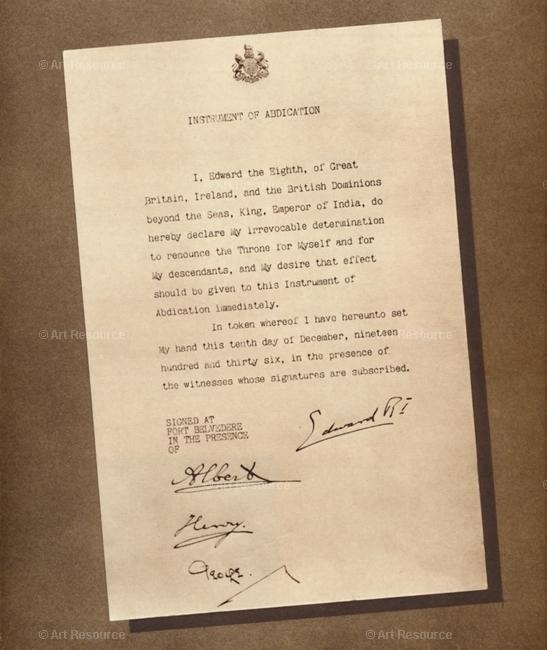 © Art Resource
© Art Resource
INSTRUMENT OF ABDICATION
I, Edward the Eighth, of Great
Britain, Ireland, and the British Dominions
beyond the Seas, King, Emperor of India, do
hereby declare My irrevocable determination
to renounce the Throne for Myself and for
My descendants, and My desire that effect
should be given to this Instrument of
Abdication immediately.
In token whereof I have hereunto set
My hand this tenth day of December, nineteen
hundred and thirty six, in the presence of
the witnesses whose signatures are subscribed.
© Art Resource
© Art Resource
SIGNED AT
FORT BELVEDERE
IN THE PRESENCE
OF
Edward R I
Albert
Henry.
George.
© Art Resource
© Art Resource